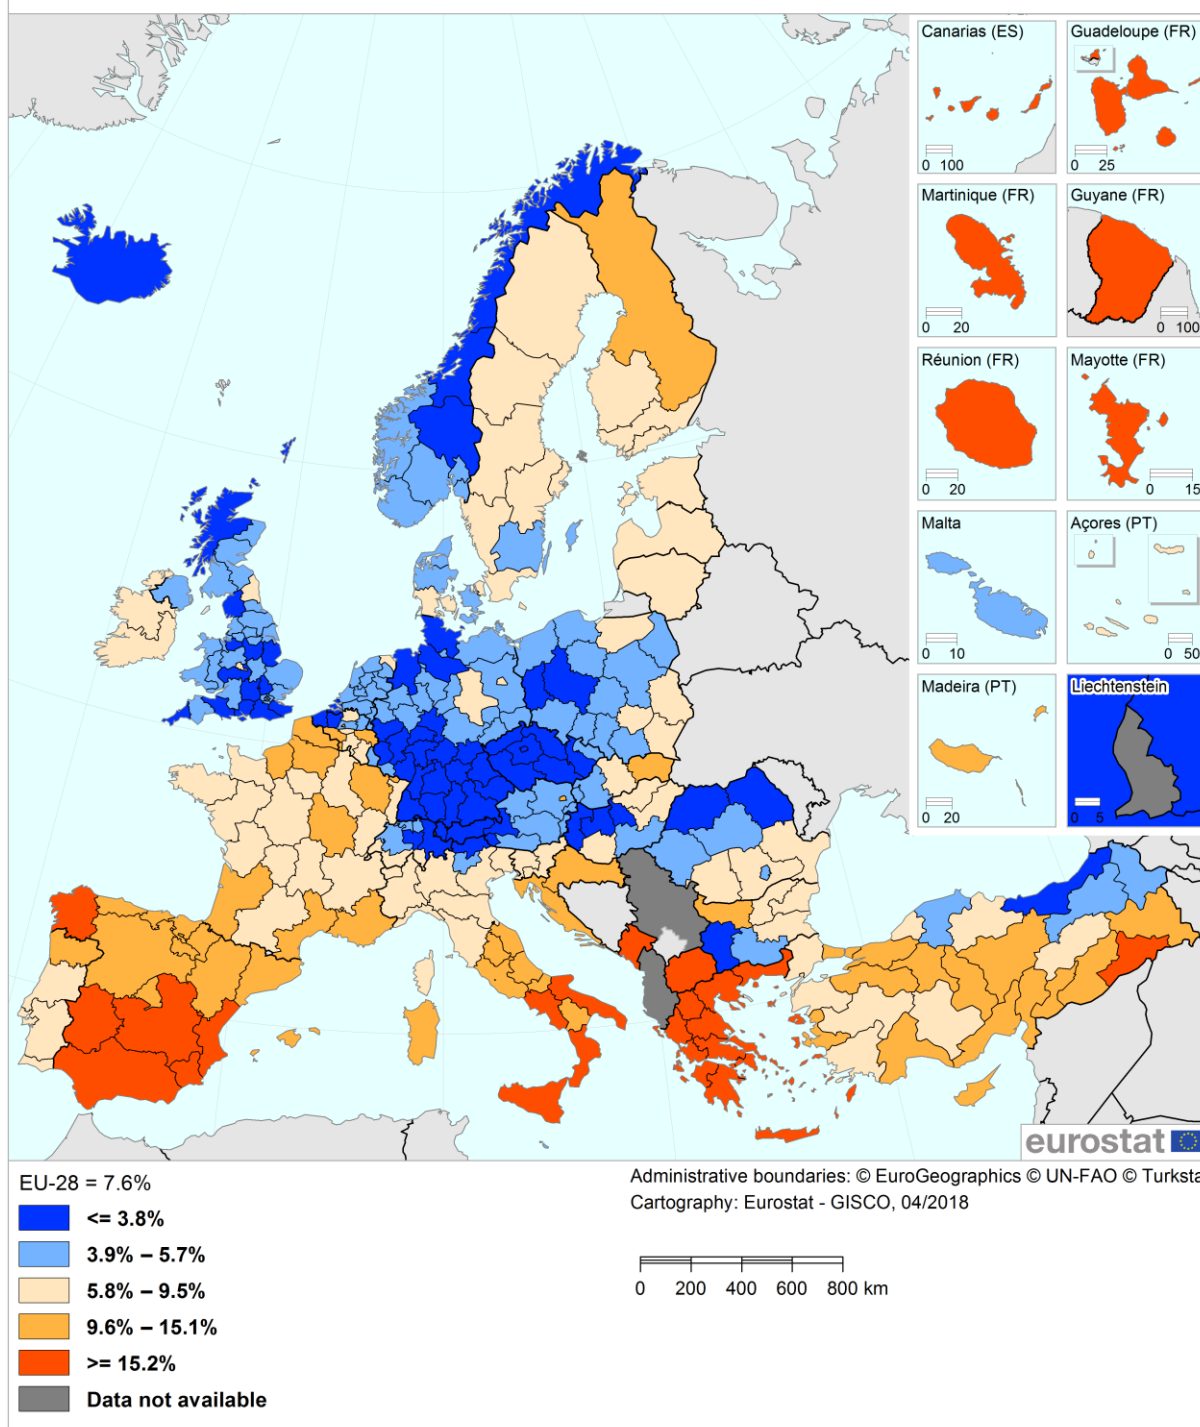 Canarias (ES)
0 100
Guadeloupe (FR)
0 25
Martinique (FR)
0 20
Guyane (FR)
0 100
Réunion (FR)
0 20
Mayotte (FR)
0 15
Malta
0 10
Açores (PT)
0 50
Madeira (PT)
0 20
Liechtenstein
0 5
eurostat
EU-28 = 7.6%
<= 3.8%
3.9% – 5.7%
5.8% – 9.5%
9.6% – 15.1%
>= 15.2%
Data not available
Administrative boundaries: © EuroGeographics © UN-FAO © Turksta
Cartography: Eurostat - GISCO, 04/2018
0 200 400 600 800 km